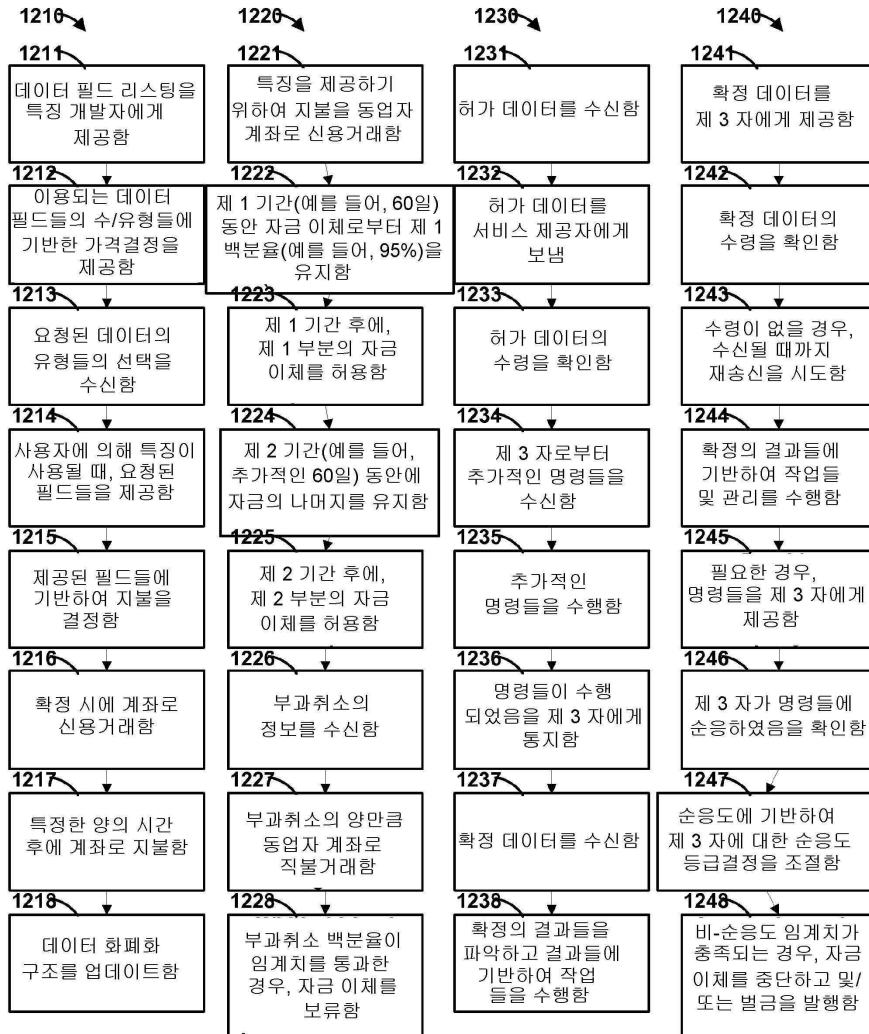 1210
1211
데이터 필드 리스팅을
특징 개발자에게
제공함
1212
이용되는 데이터
필드들의 수/유형들에
기반한 가격결정을
제공함
1213
요청된 데이터의
유형들의 선택을
수신함
1214
사용자에 의해 특징이
사용될 때, 요청된
필드들을 제공함
1215
제공된 필드들에
기반하여 지불을
결정함
1216
확정 시에 계좌로
신용거래함
1217
특정한 양의 시간
후에 계좌로 지불함
1218
데이터 화폐화
구조를 업데이트함
1220
1221
특징을 제공하기
위하여 지불을 동업자
계좌로 신용거래함
1222
제 1 기간(예를 들어, 60일)
동안 자금 이체로부터 제 1
백분율(예를 들어, 95%)을
유지함
1223
제 1 기간 후에,
제 1 부분의 자금
이체를 허용함
1224
제 2 기간(예를 들어,
추가적인 60일) 동안에
자금의 나머지를 유지함
1225
제 2 기간 후에,
제 2 부분의 자금
이체를 허용함
1226
부과취소의
정보를 수신함
1227
부과취소의 양만큼
동업자 계좌로
직불거래함
1228
부과취소 백분율이
임계치를 통과한
경우, 자금 이체를
보류함
1230
1231
허가 데이터를 수신함
1232
허가 데이터를
서비스 제공자에게
보냄
1233
허가 데이터의
수령을 확인함
1234
제 3 자로부터
추가적인 명령들을
수신함
1235
추가적인
명령들을 수행함
1236
명령들이 수행
되었음을 제 3 자에게
통지함
1237
확정 데이터를 수신함
1238
확정의 결과들을
파악하고 결과들에
기반하여 작업
들을 수행함
1240
1241
확정 데이터를
제 3 자에게 제공함
1242
확정 데이터의
수령을 확인함
1243
수령이 없을 경우,
수신될 때까지
재송신을 시도함
1244
확정의 결과들에
기반하여 작업들
및 관리를 수행함
1245
필요한 경우,
명령들을 제 3 자에게
제공함
1246
제 3 자가 명령들에
순응하였음을 확인함
1247
순응도에 기반하여
제 3 자에 대한 순응도
등급결정을 조절함
1248
비-순응도 임계치가
충족되는 경우, 자금
이체를 중단하고 및/
또는 벌금을 발행함